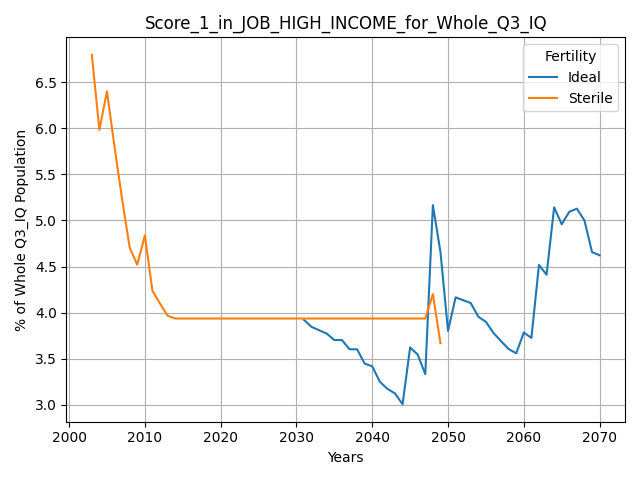 Score_1_in_JOB_HIGH_INCOME_for_Whole_Q3_IQ
Fertility
Ideal
Sterile
% of Whole Q3_IQ Population
6.5
6.0
5.5
5.0
4.5
4.0
3.5
3.0
2000 2010 2020 2030 2040 2050 2060 2070
Years